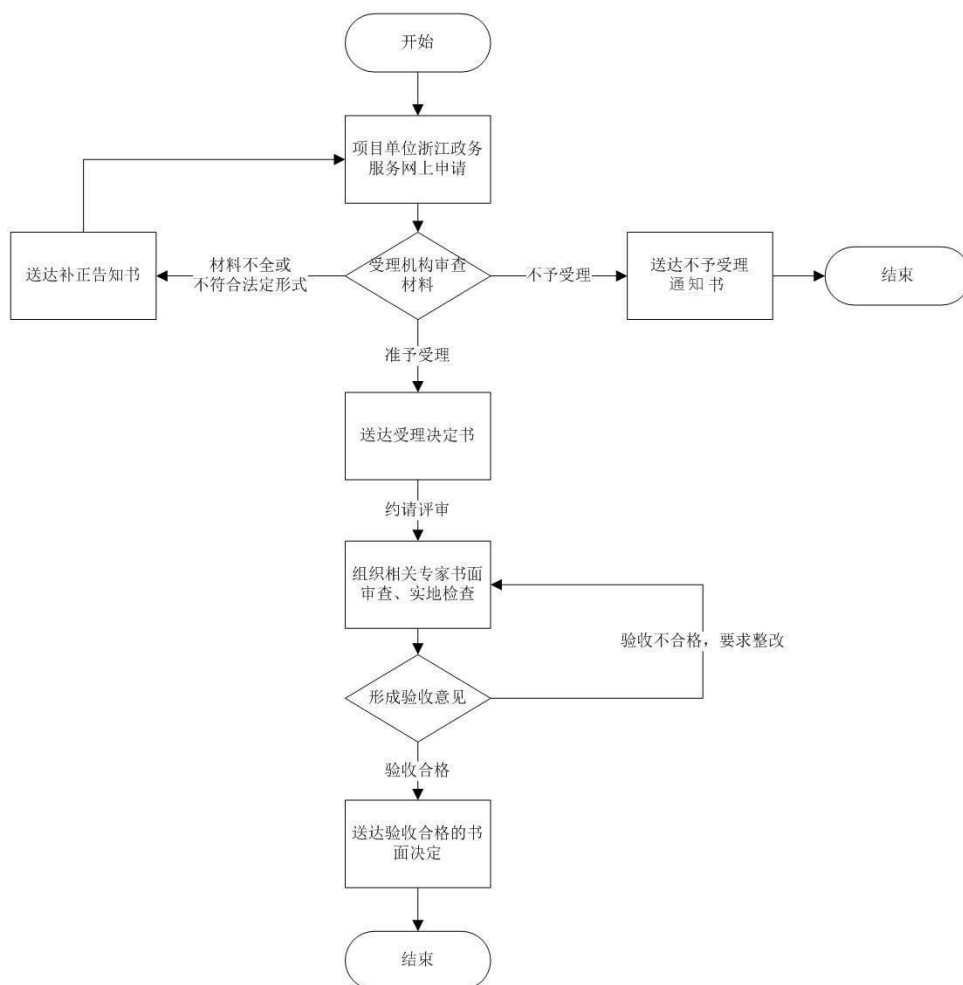 开始
项目单位浙江政务
服务网上申请
送达补正告知书
材料不全或
不符合法定形式
受理机构审查
材料
不予受理
送达不予受理
通知书
结束
准予受理
送达受理决定书
约请评审
组织相关专家书面
审查、实地检查
验收不合格，要求整改
形成验收意见
验收合格
送达验收合格的书
面决定
结束